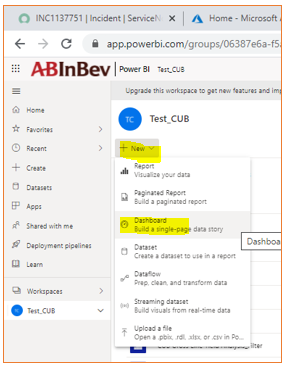 INC1137751 | Incident | ServiceN
Home - Microsoft A
app.powerbi.com/groups/06387e6a-f5
ABInBev Power BI Test_CUB
Upgrade this workspace to get new features and imp
Home
Favorites
Recent
Create
Datasets
Apps
Shared with me
Deployment pipelines
Learn
Workspaces
Test_CUB
TC Test_CUB
New
Report
Visualize your data
Paginated Report
Build a paginated report
Dashboard
Build a single-page data story
Dashboa
Dataset
Create a dataset to use in a report
Dataflow
Prep, clean, and transform data
Streaming dataset
Build visuals from real-time data
Upload a file
Open a .pbix, .rdl, .xlsx, or .csv in Po...